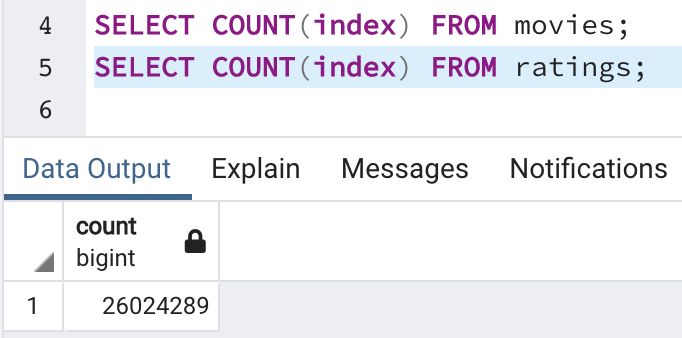 4 SELECT COUNT(index) FROM movies;
5 SELECT COUNT(index) FROM ratings;
6
Data Output Explain Messages Notifications
count
bigint
1 26024289